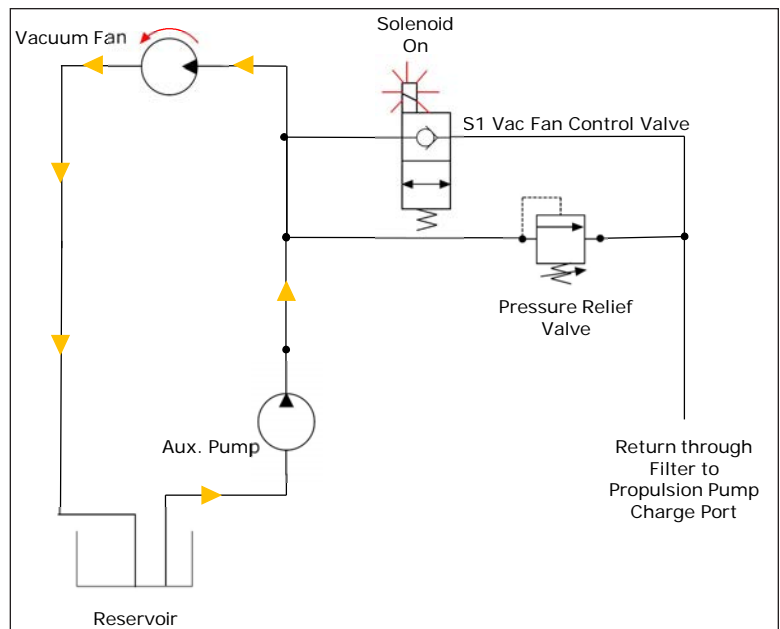 Solenoid
On
Vacuum Fan
S1 Vac Fan Control Valve
Pressure Relief
Valve
Aux. Pump
Return through
Filter to
Propulsion Pump
Charge Port
Reservoir